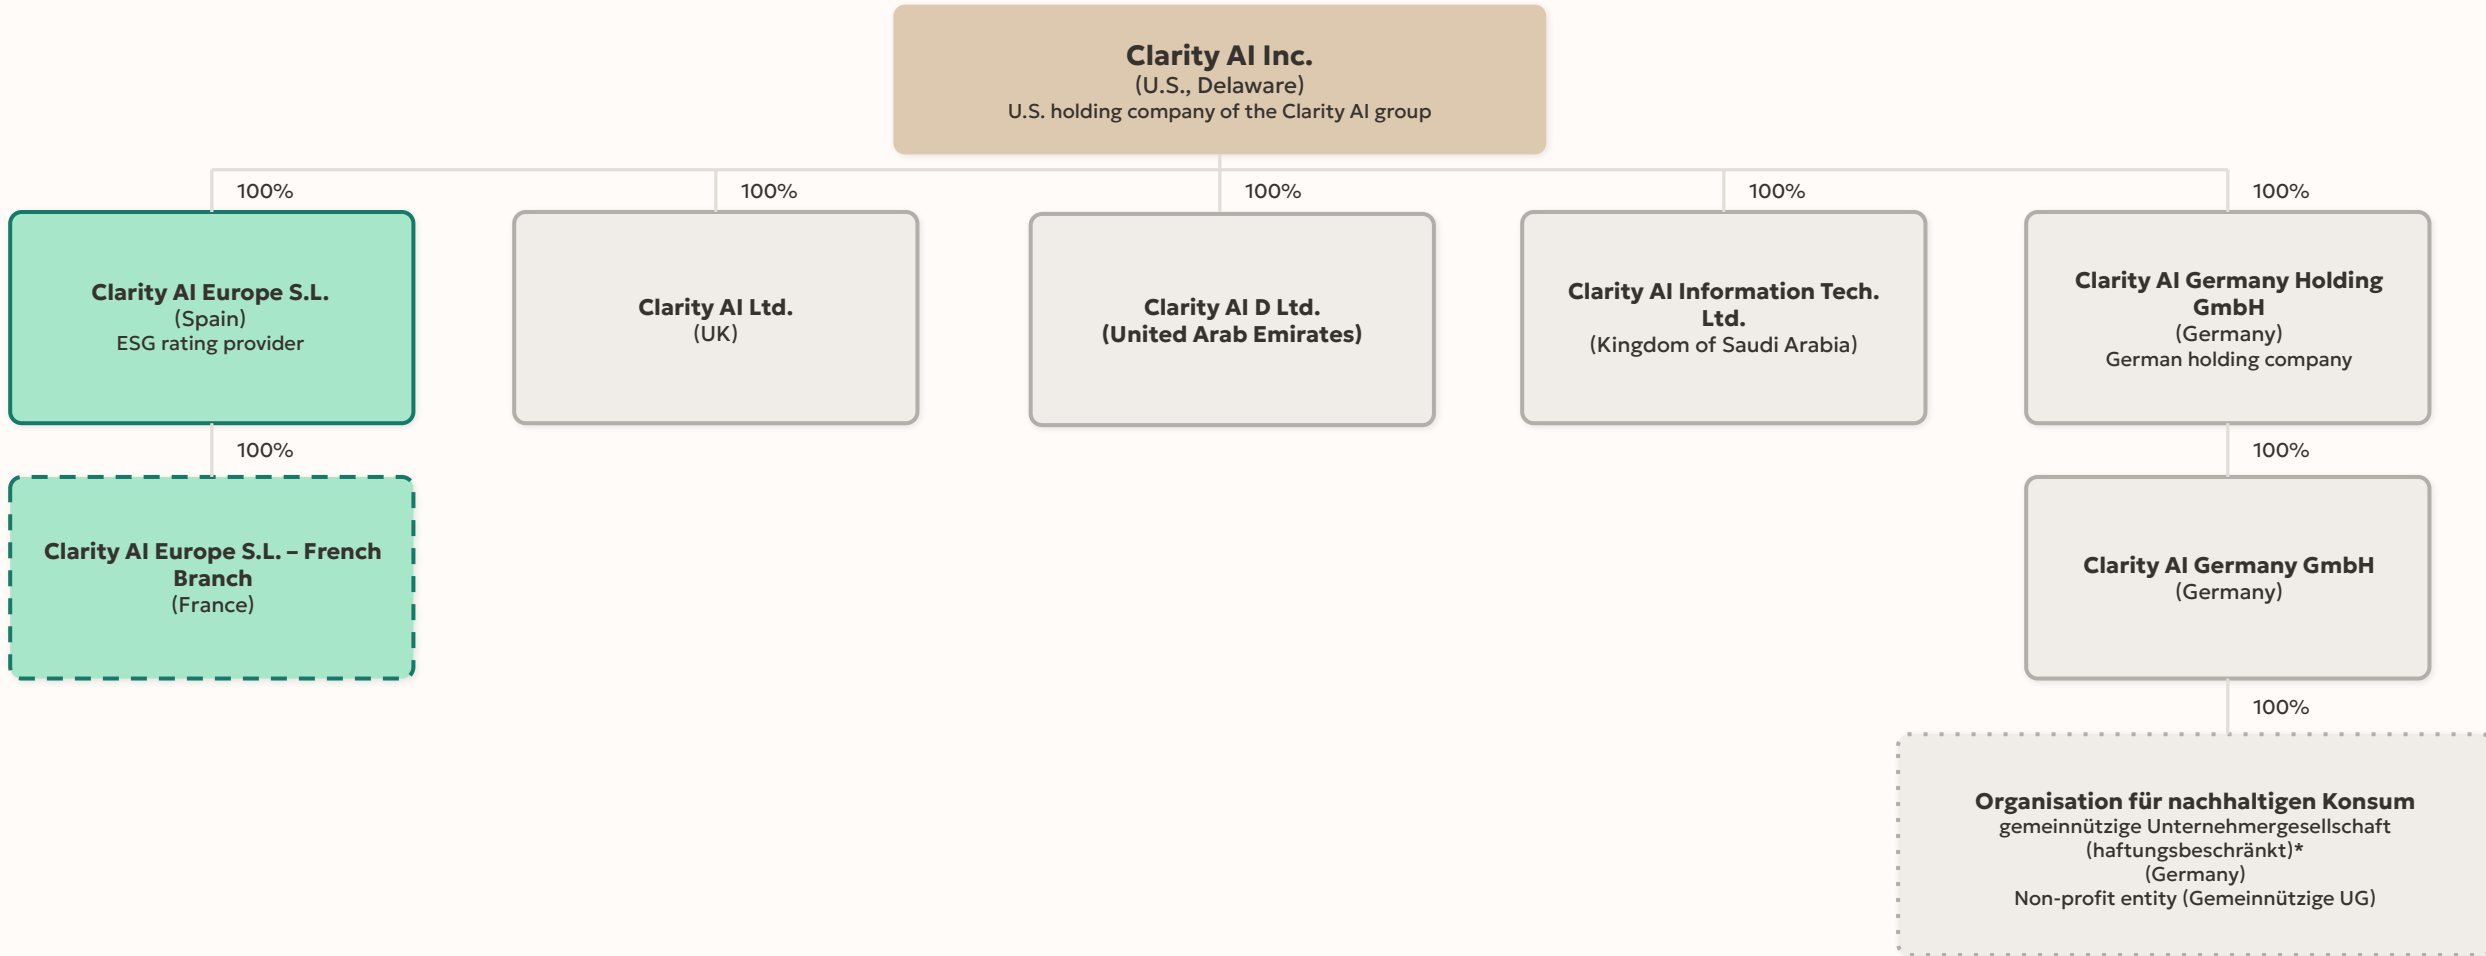 Clarity AI Inc.
(U.S., Delaware)
U.S. holding company of the Clarity AI group
100%
100%
100%
100%
100%
Clarity AI Europe S.L.
(Spain)
ESG rating provider
Clarity AI Ltd.
(UK)
Clarity AI D Ltd.
(United Arab Emirates)
Clarity AI Information Tech.
Ltd.
(Kingdom of Saudi Arabia)
Clarity AI Germany Holding
GmbH
(Germany)
German holding company
100%
100%
Clarity AI Europe S.L. – French
Branch
(France)
Clarity AI Germany GmbH
(Germany)
100%
Organisation für nachhaltigen Konsum
gemeinnützige Unternehmergesellschaft
(haftungsbeschränkt)*
(Germany)
Non-profit entity (Gemeinnützige UG)